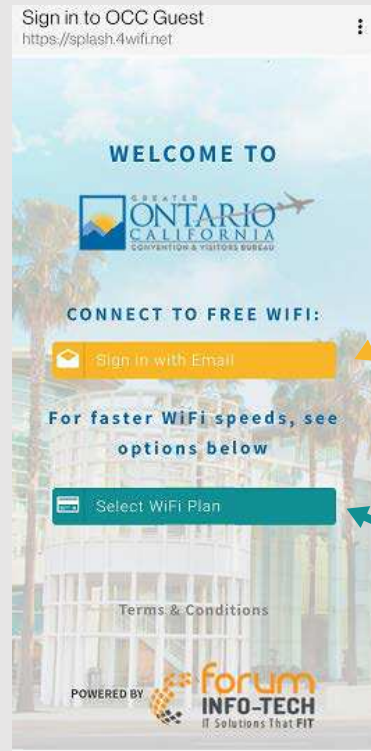 Sign in to OCC Guest
https://splash.4wifi.net
WELCOME TO
GREATER
ONTARIO
CALIFORNIA
CONVENTION & VISITORS BUREAU
CONNECT TO FREE WIFI:
Sign in with Email
For faster WiFi speeds, see
options below
Select WiFi Plan
Terms & Conditions
POWERED BY
forum
INFO-TECH
IT Solutions That FIT